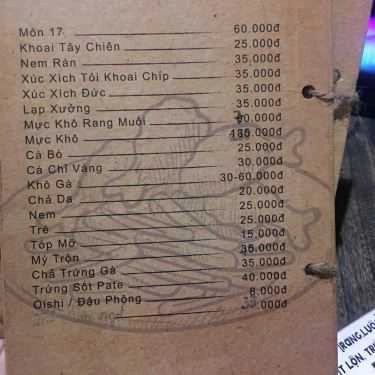 Món 17 60.000đ
Khoai Tây Chiên 25.000đ
Nem Rán 35.000đ
Xúc Xích Tỏi Khoai Chíp 35.000đ
Xúc Xích Đức 35.000đ
Lạp Xưởng 35.000đ
Mực Khô Rang Muối
Mực Khô
Cá Bò 25.000đ
Cá Chỉ Vàng 30.000đ
Khô Gà 30-60.000đ
Chả Da 20.000đ
Nem 25.000đ
Trê 25.000đ
Tóp Mỡ 15.000đ
Mỳ Trộn 35.000đ
Chả Trứng Gà 35.000đ
Trứng Sốt Pate 40.000đ
Oishi / Đậu Phộng 8.000đ